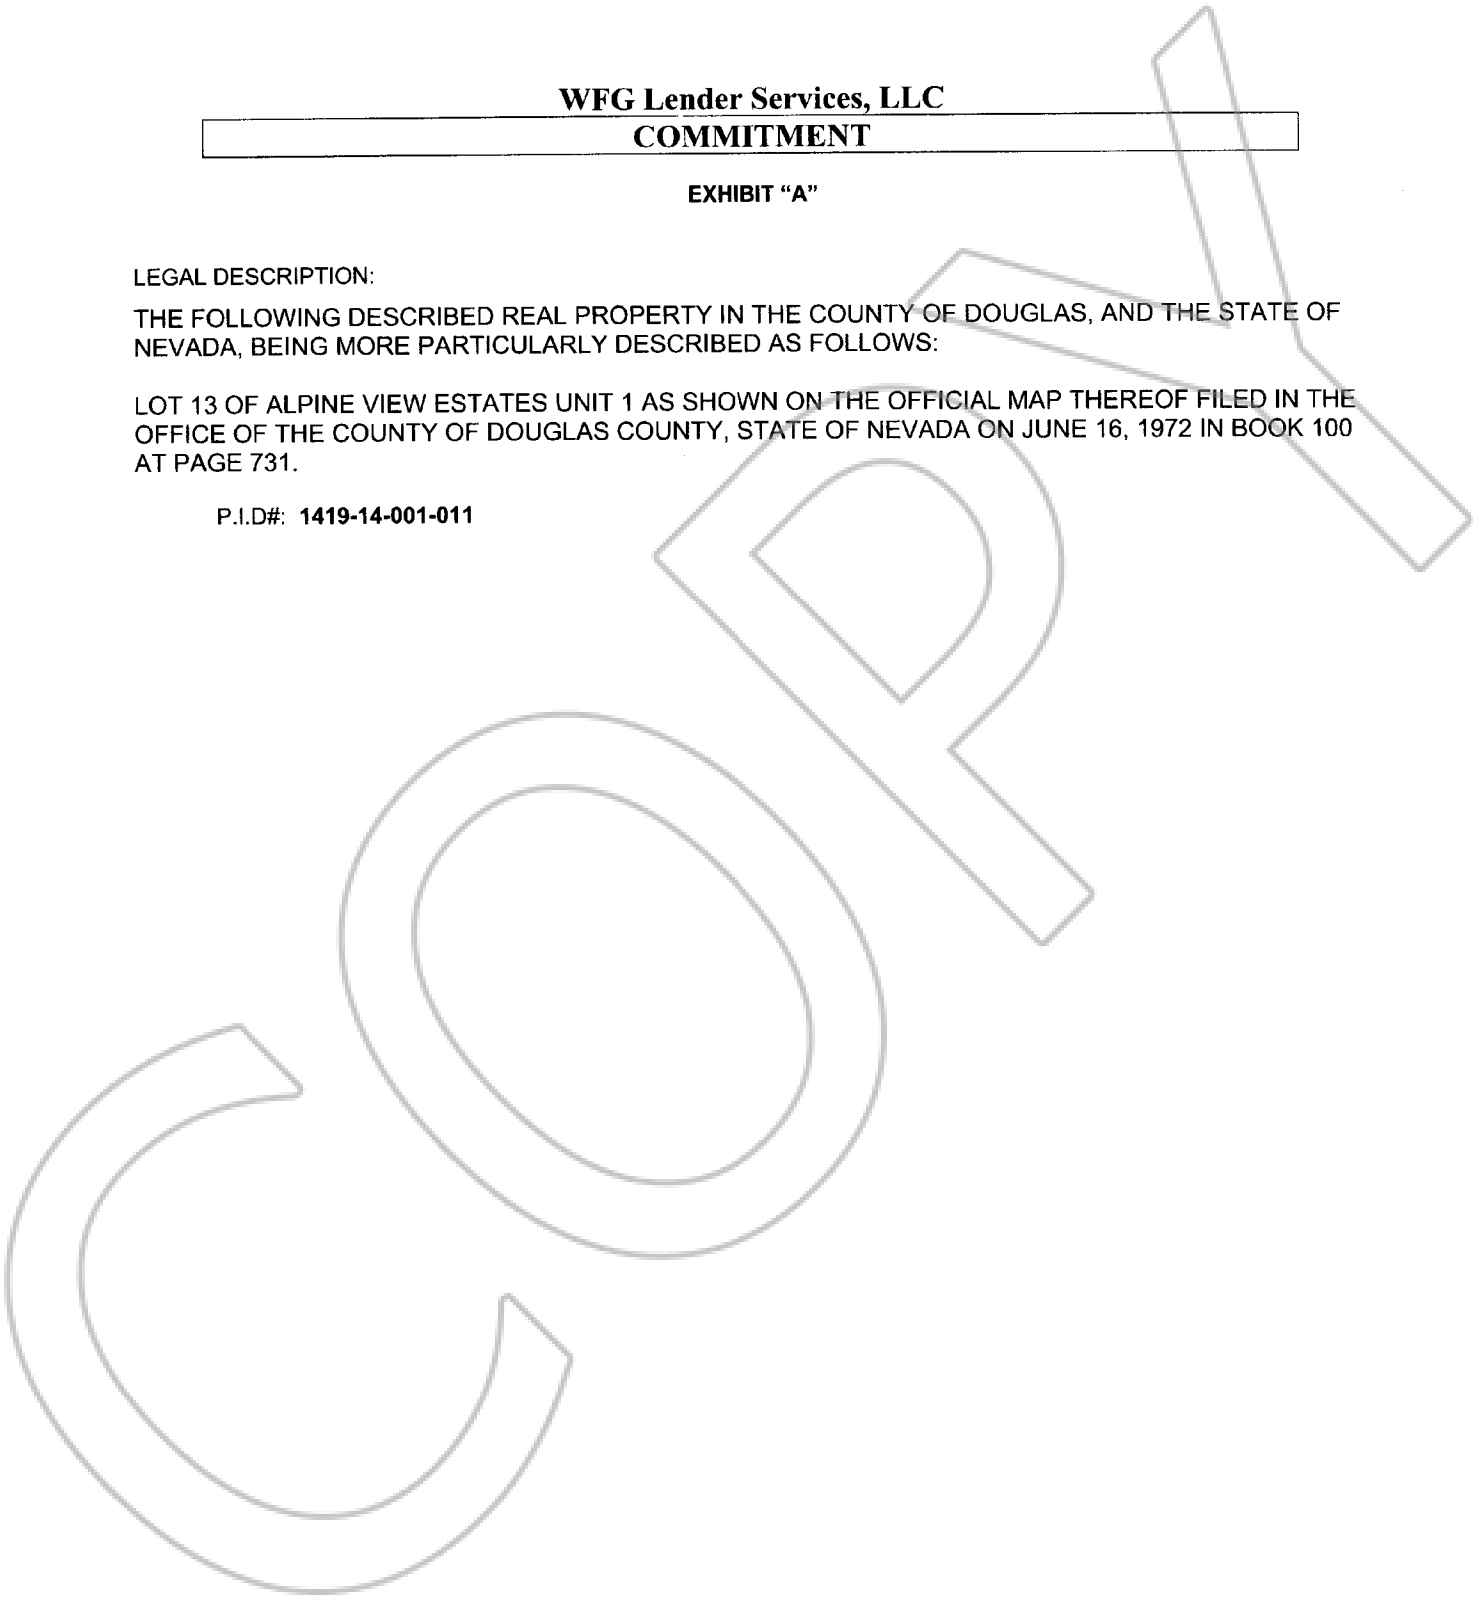 WFG Lender Services, LLC
COMMITMENT
EXHIBIT “A”
LEGAL DESCRIPTION:
THE FOLLOWING DESCRIBED REAL PROPERTY IN THE COUNTY OF DOUGLAS, AND THE STATE OF
NEVADA, BEING MORE PARTICULARLY DESCRIBED AS FOLLOWS:
LOT 13 OF ALPINE VIEW ESTATES UNIT 1 AS SHOWN ON THE OFFICIAL MAP THEREOF FILED IN THE
OFFICE OF THE COUNTY OF DOUGLAS COUNTY, STATE OF NEVADA ON JUNE 16, 1972 IN BOOK 100
AT PAGE 731.
P.I.D#: 1419-14-001-011
COPY